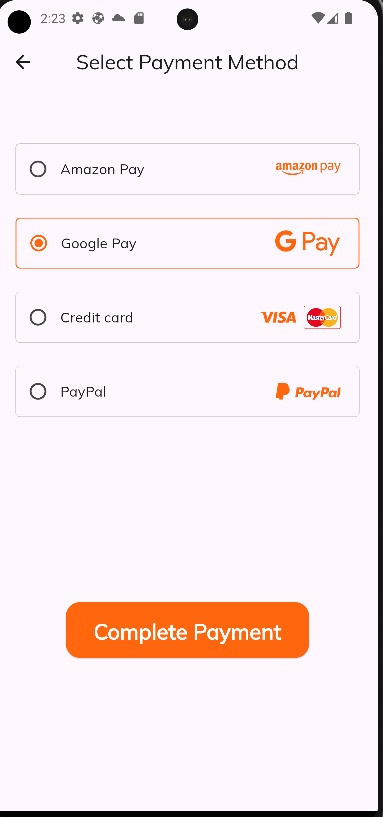 2:23
Select Payment Method
Amazon Pay amazon pay
Google Pay G Pay
Credit card VISA MasterCard
PayPal PayPal
Complete Payment